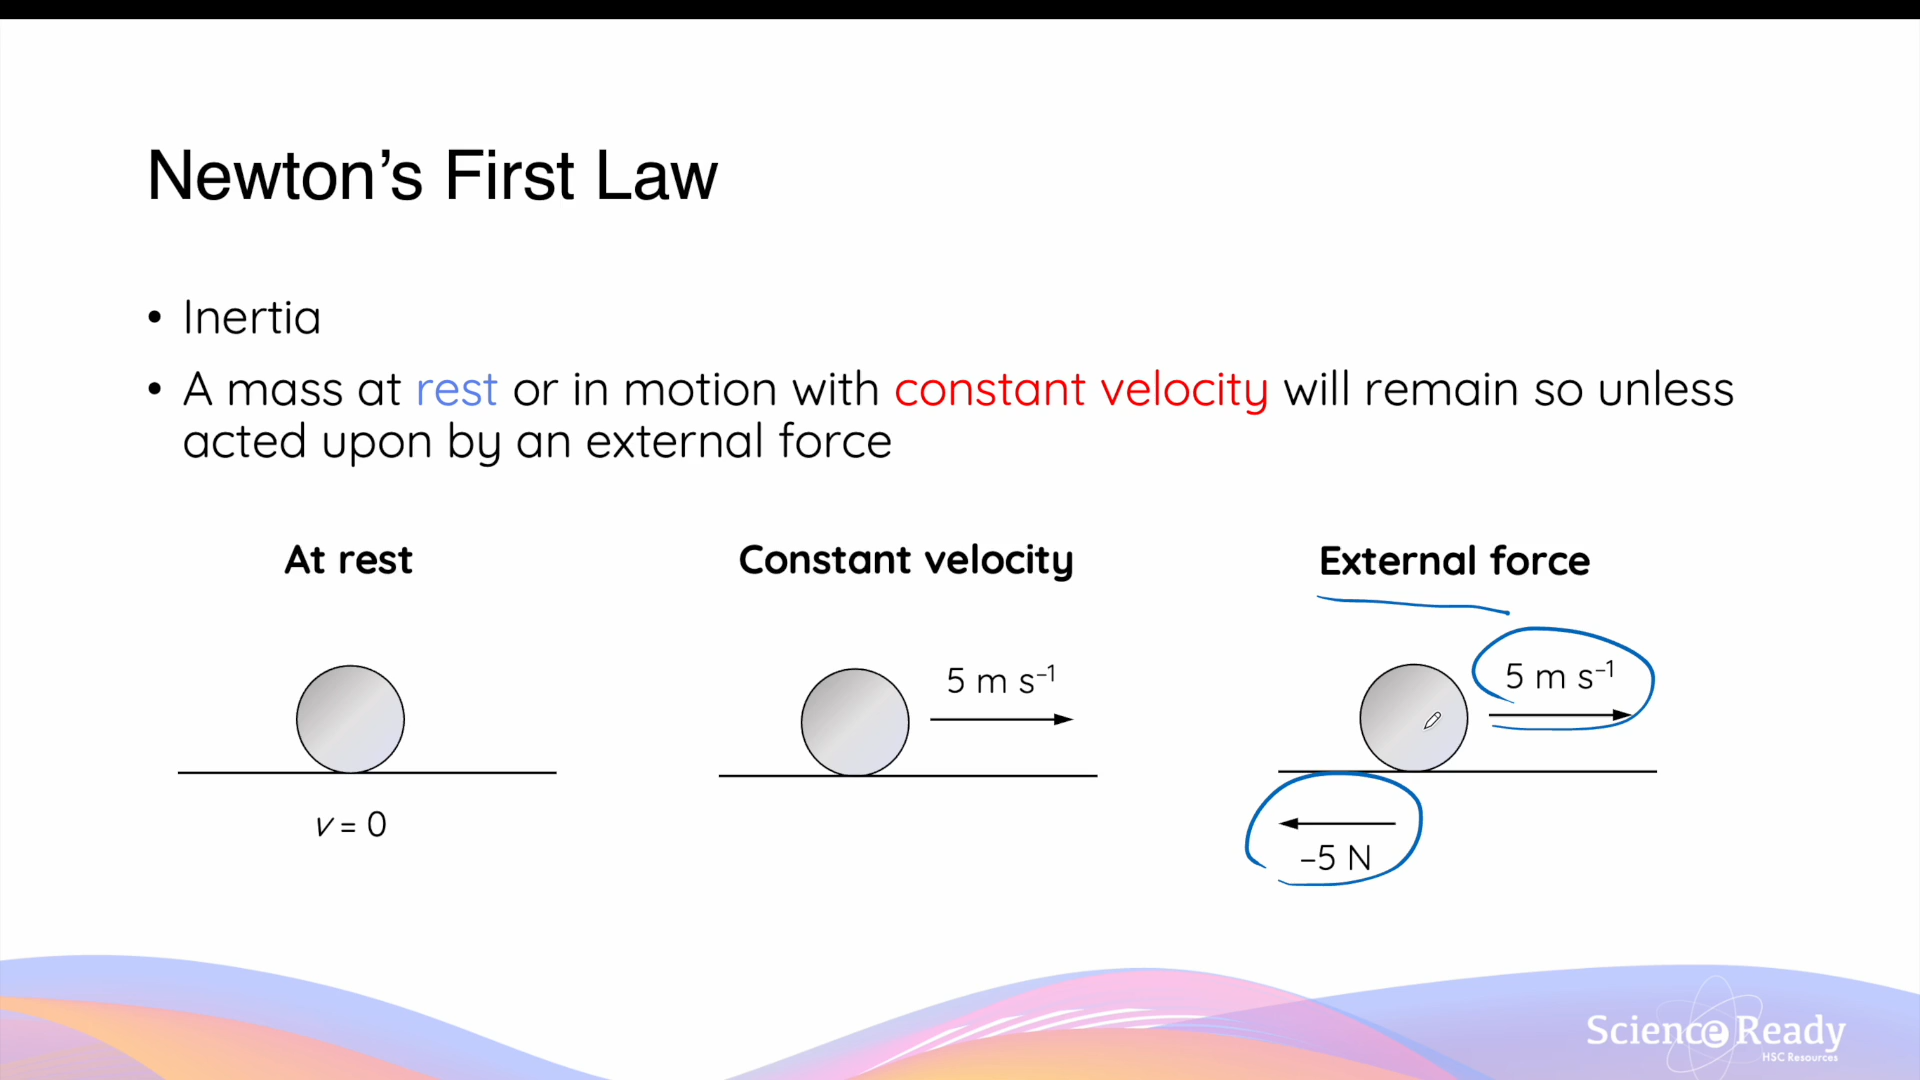 Newton’s First Law
• Inertia
• A mass at rest or in motion with constant velocity will remain so unless
acted upon by an external force
At rest
v = 0
Constant velocity
5 m s⁻¹
External force
5 m s⁻¹
–5 N
Science Ready
HSC Resources